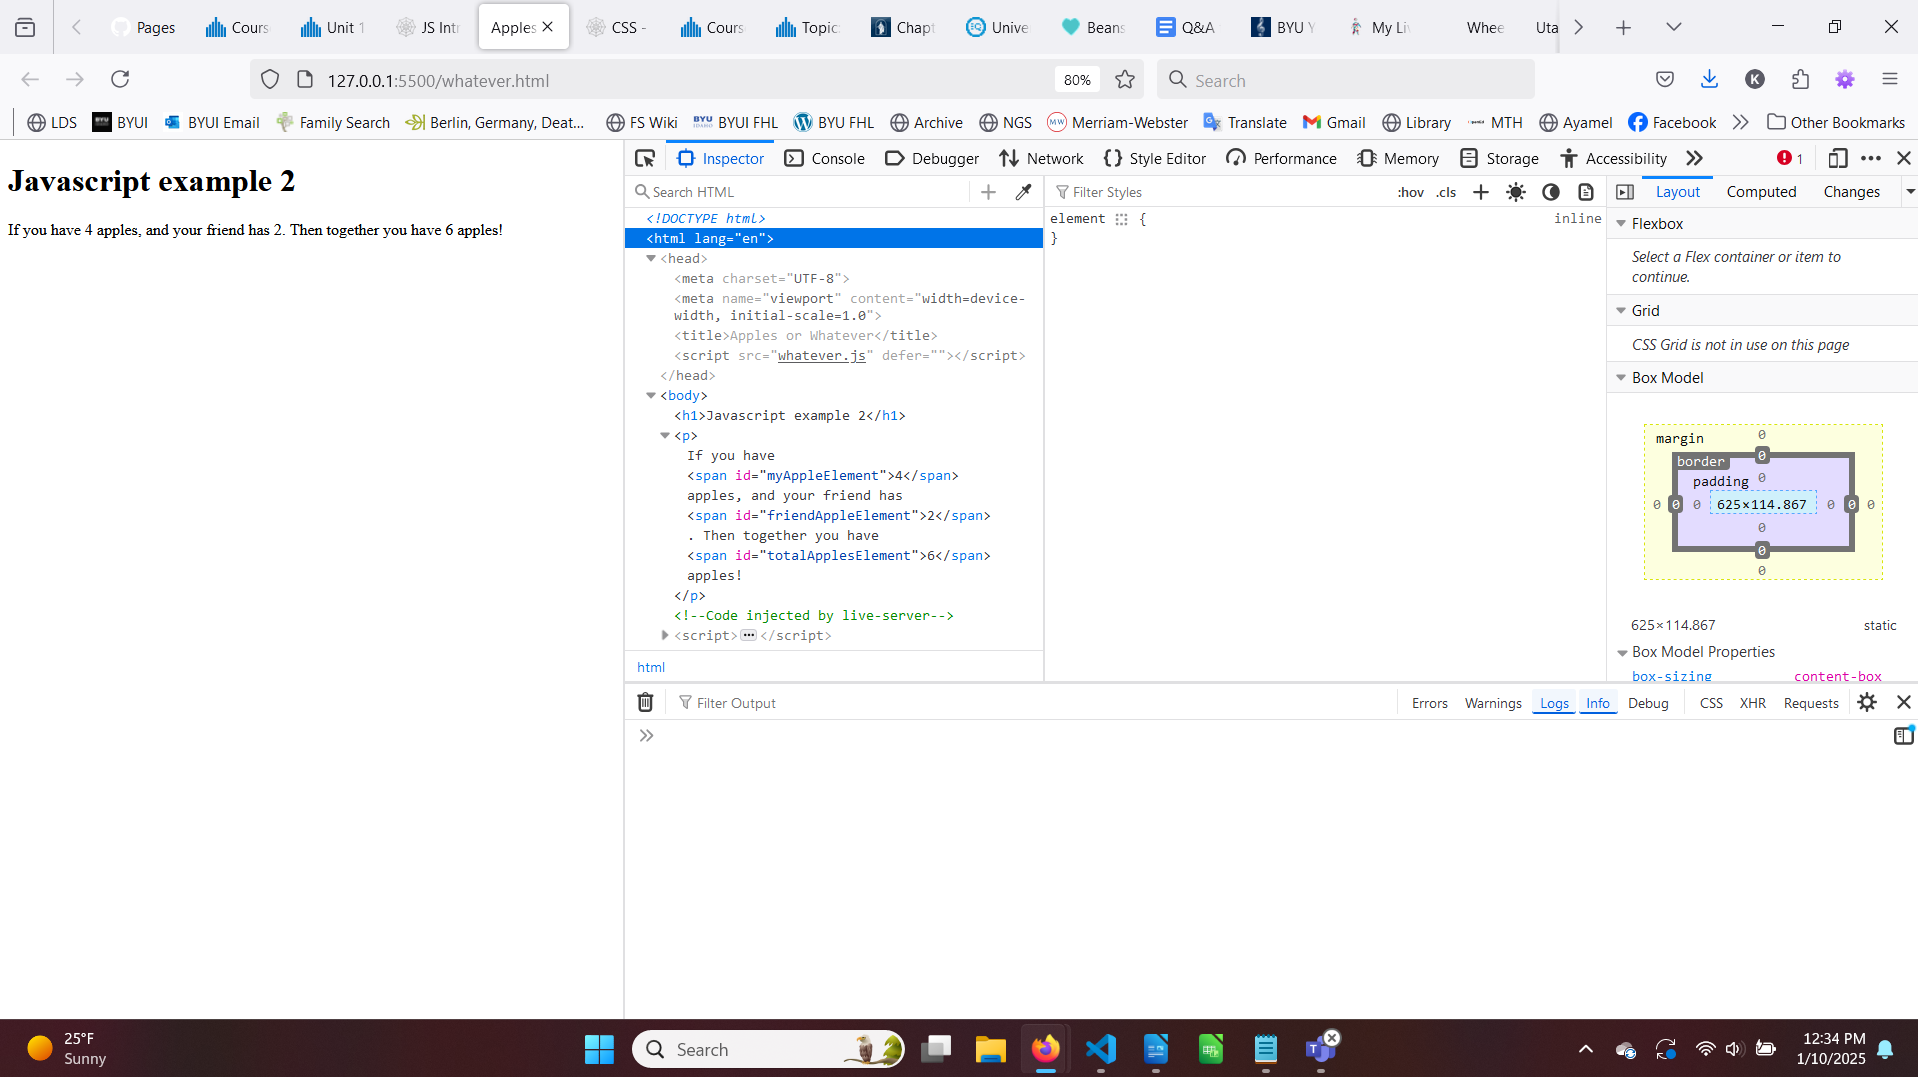 Pages Cours Unit 1 JS Intr Apples CSS - Cours Topic: Chapt Unive Beans Q&A BYU Y My Liv Whee Uta
127.0.0.1:5500/whatever.html 80% Search K
LDS BYUI BYUI Email Family Search Berlin, Germany, Deat... FS Wiki BYUI FHL BYU FHL Archive NGS Merriam-Webster Translate Gmail Library MTH Ayamel Facebook Other Bookmarks
Inspector Console Debugger Network Style Editor Performance Memory Storage Accessibility 1
Javascript example 2
If you have 4 apples, and your friend has 2. Then together you have 6 apples!
Search HTML
<!DOCTYPE html>
<html lang="en">
<head>
<meta charset="UTF-8">
<meta name="viewport" content="width=device-
width, initial-scale=1.0">
<title>Apples or Whatever</title>
<script src="whatever.js" defer=""></script>
</head>
<body>
<h1>Javascript example 2</h1>
<p>
If you have
<span id="myAppleElement">4</span>
apples, and your friend has
<span id="friendAppleElement">2</span>
. Then together you have
<span id="totalApplesElement">6</span>
apples!
</p>
<!--Code injected by live-server-->
<script>…</script>
html
Filter Styles :hov .cls
element { inline
}
Layout Computed Changes
Flexbox
Select a Flex container or item to
continue.
Grid
CSS Grid is not in use on this page
Box Model
margin 0
border 0
padding 0
0 0 0 625×114.867 0 0 0
0
0
0
625×114.867 static
Box Model Properties
box-sizing content-box
Filter Output Errors Warnings Logs Info Debug CSS XHR Requests
25°F
Sunny
Search
12:34 PM
1/10/2025